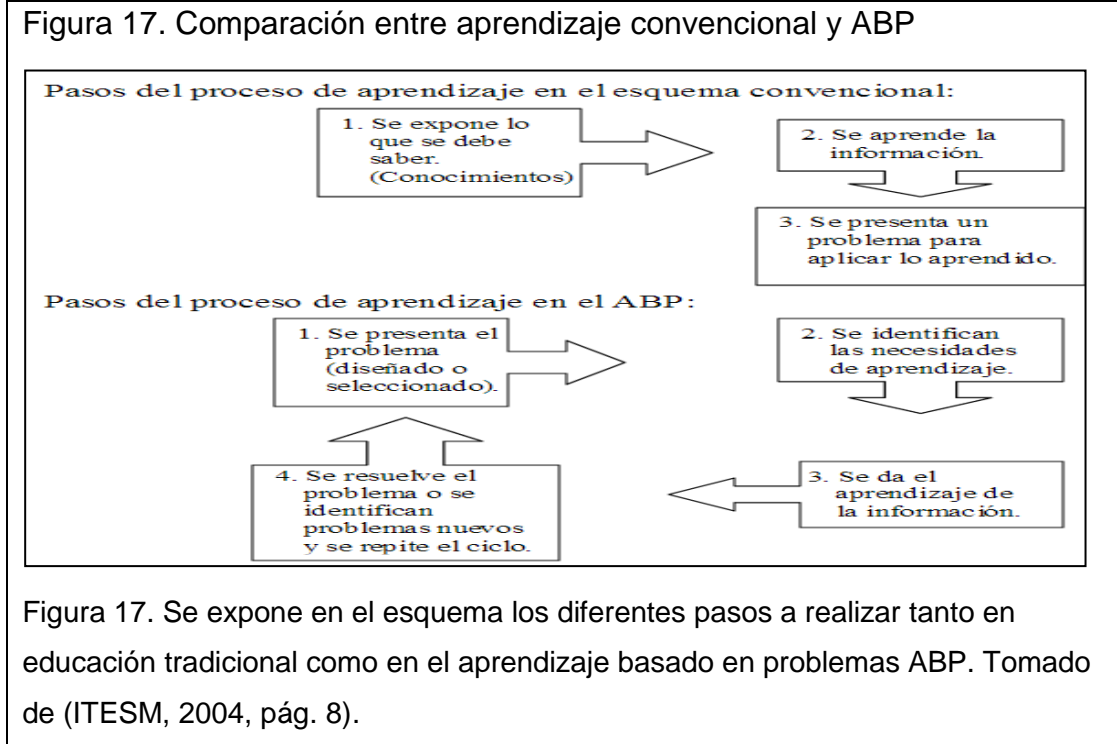 Figura 17. Comparación entre aprendizaje convencional y ABP
Pasos del proceso de aprendizaje en el esquema convencional:
1. Se expone lo
que se debe
saber.
(Conocimientos)
2. Se aprende la
información.
3. Se presenta un
problema para
aplicar lo aprendido.
Pasos del proceso de aprendizaje en el ABP:
1. Se presenta el
problema
(diseñado o
seleccionado).
2. Se identifican
las necesidades
de aprendizaje.
3. Se da el
aprendizaje de
la información.
4. Se resuelve el
problema o se
identifican
problemas nuevos
y se repite el ciclo.
Figura 17. Se expone en el esquema los diferentes pasos a realizar tanto en
educación tradicional como en el aprendizaje basado en problemas ABP. Tomado
de (ITESM, 2004, pág. 8).